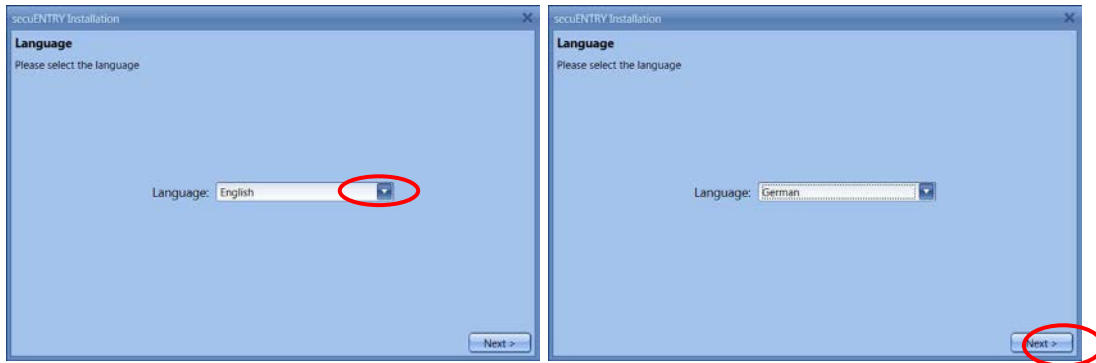 secuENTRY Installation
Language
Please select the language
Language: English
Next >
secuENTRY Installation
Language
Please select the language
Language: German
Next >